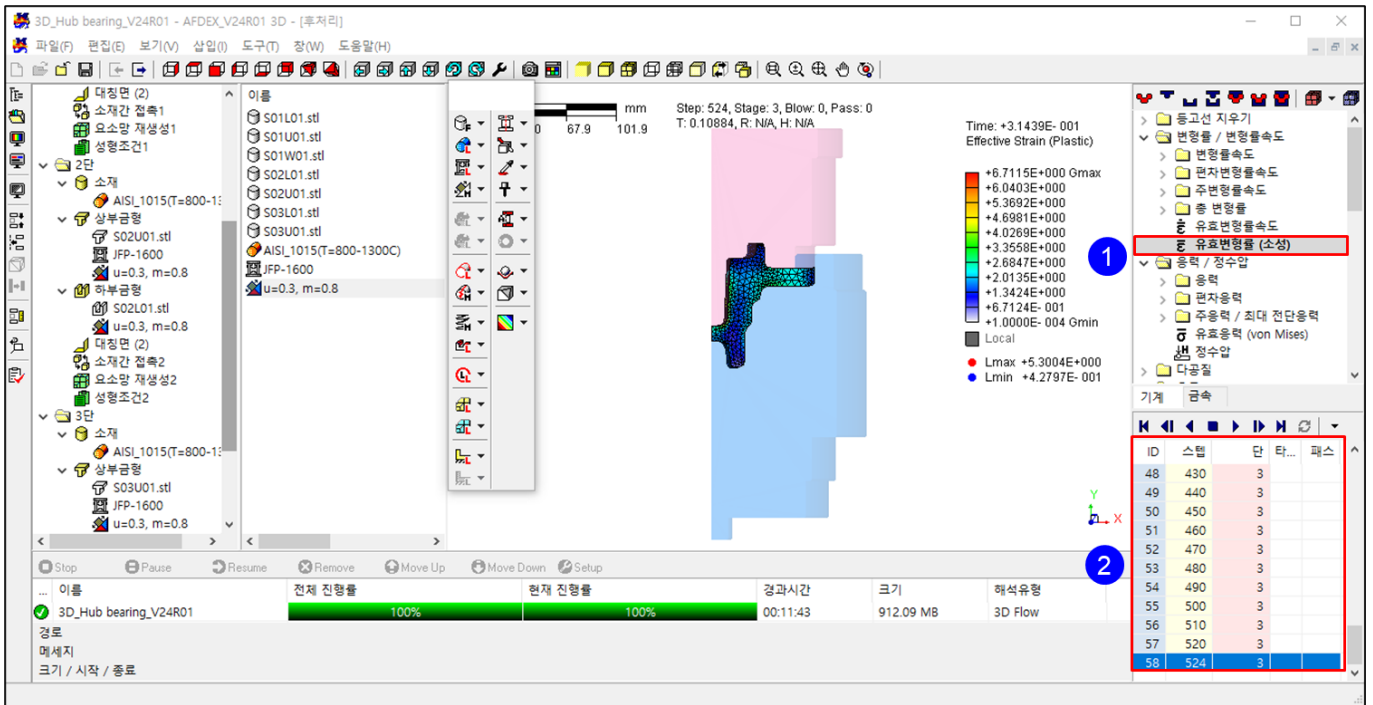 3D_Hub bearing_V24R01 - AFDEX_V24R01 3D - [후처리]
파일(F) 편집(E) 보기(V) 삽입(I) 도구(T) 창(W) 도움말(H)
대칭면 (2)
소재간 접촉1
요소망 재생성1
성형조건1
2단
소재
AISI_1015(T=800-13
상부금형
S02U01.stl
JFP-1600
u=0.3, m=0.8
하부금형
S02L01.stl
u=0.3, m=0.8
대칭면 (2)
소재간 접촉2
요소망 재생성2
성형조건2
3단
소재
AISI_1015(T=800-13
상부금형
S03U01.stl
JFP-1600
u=0.3, m=0.8
이름
S01L01.stl
S01U01.stl
S01W01.stl
S02L01.stl
S02U01.stl
S03L01.stl
S03U01.stl
AISI_1015(T=800-1300C)
JFP-1600
u=0.3, m=0.8
mm
0 67.9 101.9
Step: 524, Stage: 3, Blow: 0, Pass: 0
T: 0.10884, R: N/A, H: N/A
Time: +3.1439E- 001
Effective Strain (Plastic)
+6.7115E+000 Gmax
+6.0403E+000
+5.3692E+000
+4.6981E+000
+4.0269E+000
+3.3558E+000
+2.6847E+000
+2.0135E+000
+1.3424E+000
+6.7124E- 001
+1.0000E- 004 Gmin
Local
Lmax +5.3004E+000
Lmin +4.2797E- 001
Y
X
등고선 지우기
변형률 / 변형률속도
변형률속도
편차변형률속도
주변형률속도
총 변형률
유효변형률속도
1
유효변형률 (소성)
응력 / 정수압
응력
편차응력
주응력 / 최대 전단응력
유효응력 (von Mises)
정수압
다공질
기계 금속
ID 스텝 단 타... 패스
48 430 3
49 440 3
50 450 3
51 460 3
52 470 3
53 480 3
54 490 3
55 500 3
56 510 3
57 520 3
58 524 3
2
Stop Pause Resume Remove Move Up Move Down Setup
... 이름 전체 진행률 현재 진행률 경과시간 크기 해석유형
3D_Hub bearing_V24R01 100% 100% 00:11:43 912.09 MB 3D Flow
경로
메세지
크기 / 시작 / 종료